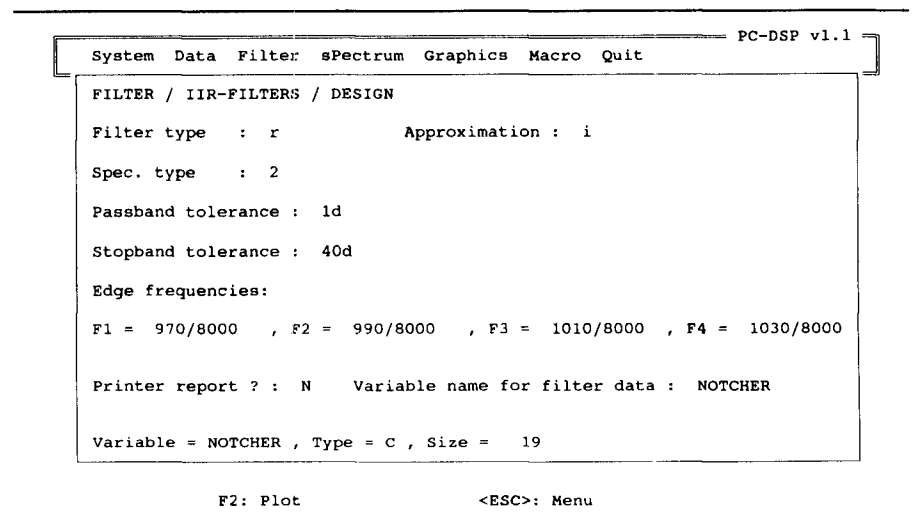 PC-DSP v1.1
System Data Filter sPectrum Graphics Macro Quit
FILTER / IIR-FILTERS / DESIGN
Filter type : r Approximation : i
Spec. type : 2
Passband tolerance : 1d
Stopband tolerance : 40d
Edge frequencies:
F1 = 970/8000 , F2 = 990/8000 , F3 = 1010/8000 , F4 = 1030/8000
Printer report ? : N Variable name for filter data : NOTCHER
Variable = NOTCHER , Type = C , Size = 19
F2: Plot <ESC>: Menu